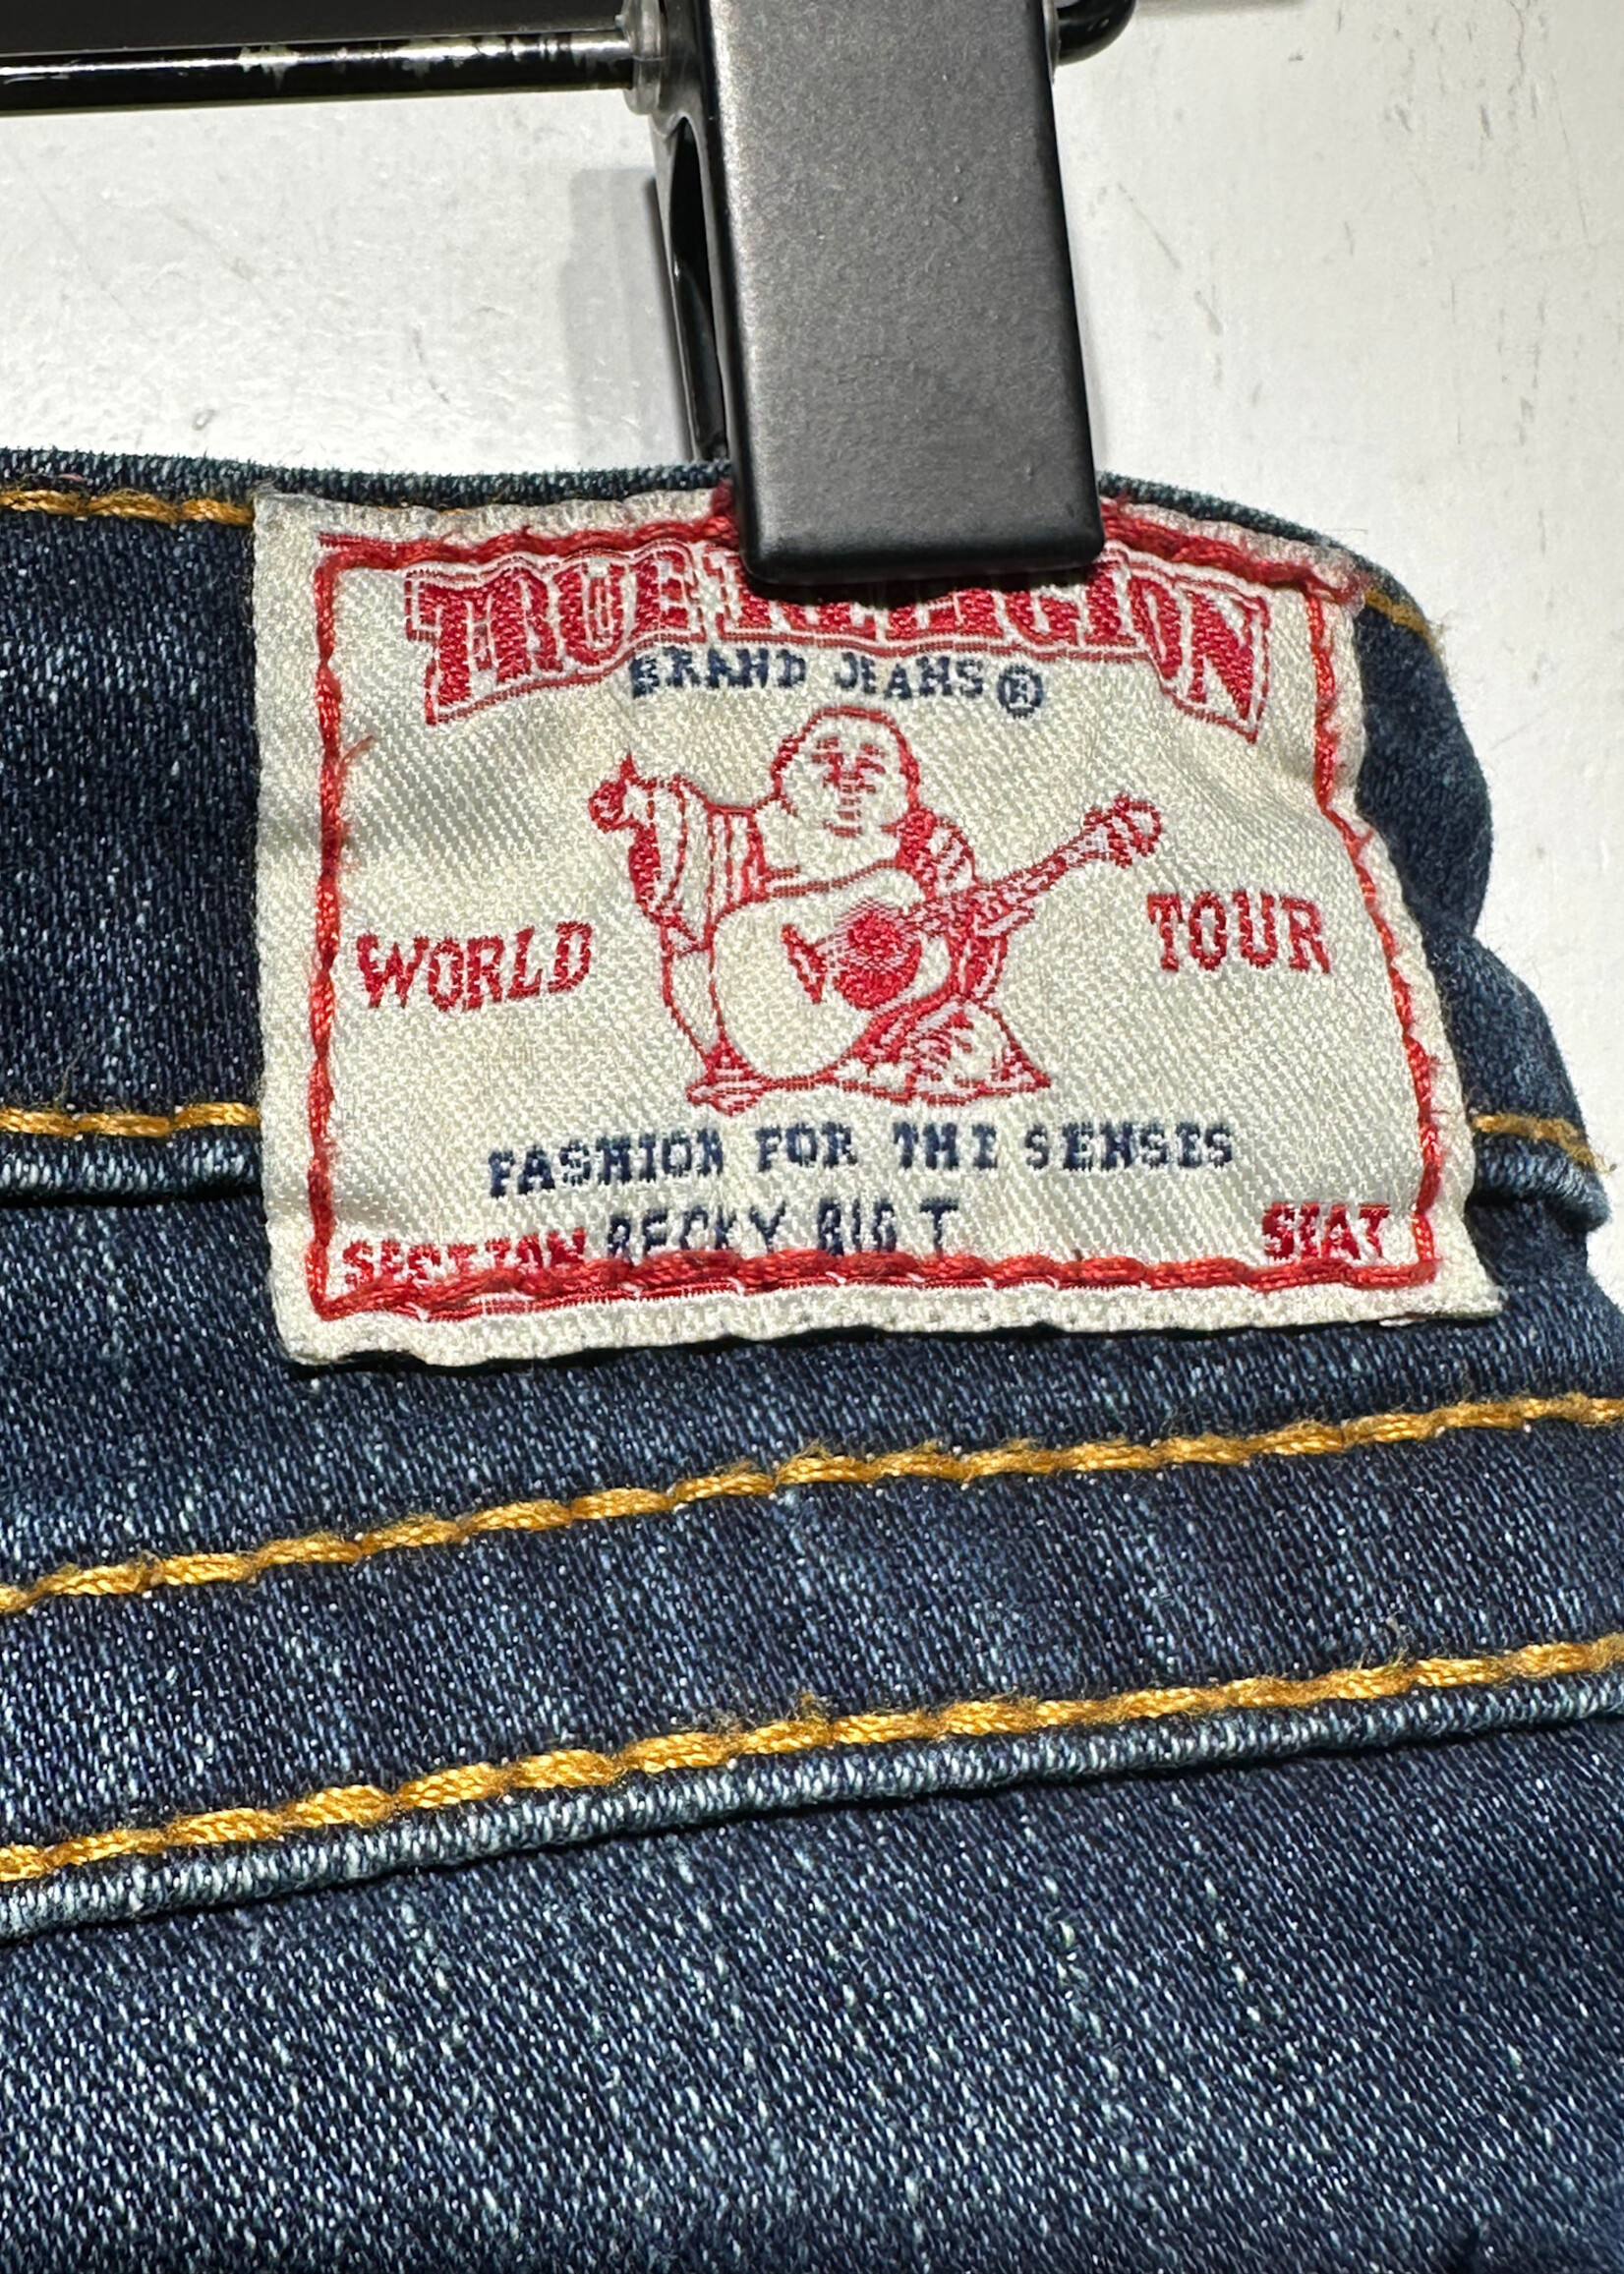 TRUE RELIGION
BRAND JEANS®
WORLD TOUR
FASHION FOR THE SENSES
SECTION BECKY BIG T SEAT